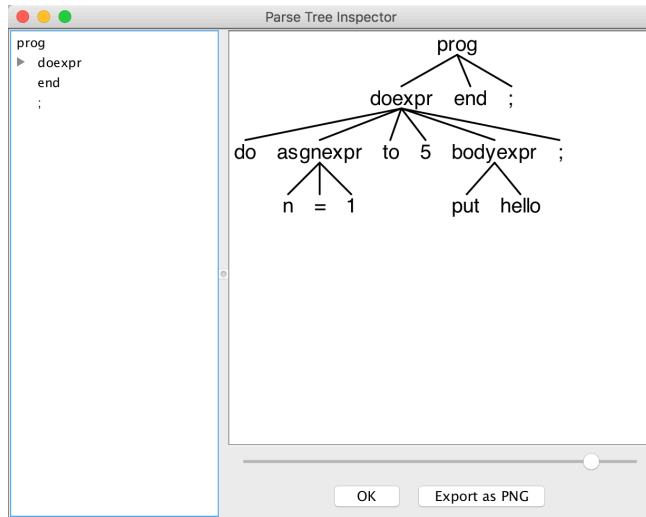 Parse Tree Inspector
prog
doexpr
end
;
prog
doexpr end ;
do asgnexpr to 5 bodyexpr ;
n = 1 put hello
OK Export as PNG